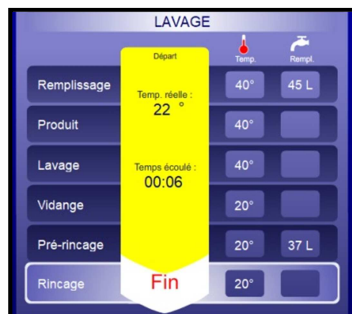 LAVAGE
Départ
Temp. Rempl.
Remplissage
Temp. réelle :
22 °
40° 45 L
Produit
40°
Lavage
Temps écoulé :
00:06
40°
Vidange
20°
Pré-rincage
20° 37 L
Rincage
Fin
20°